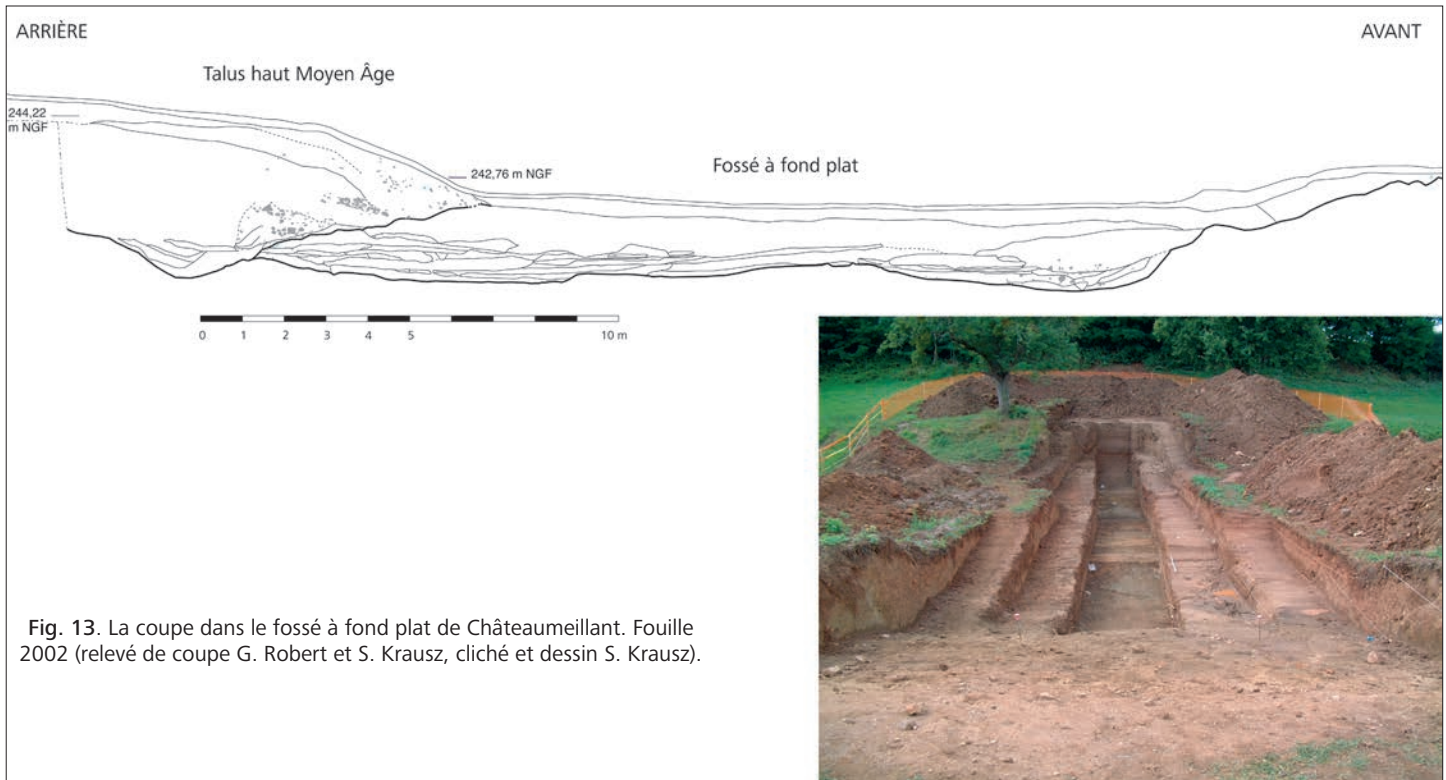 ARRIÈRE
AVANT
Talus haut Moyen Âge
244,22
m NGF
242,76 m NGF
Fossé à fond plat
0 1 2 3 4 5 10 m
Fig. 13. La coupe dans le fossé à fond plat de Châteaumeillant. Fouille
2002 (relevé de coupe G. Robert et S. Krausz, cliché et dessin S. Krausz).